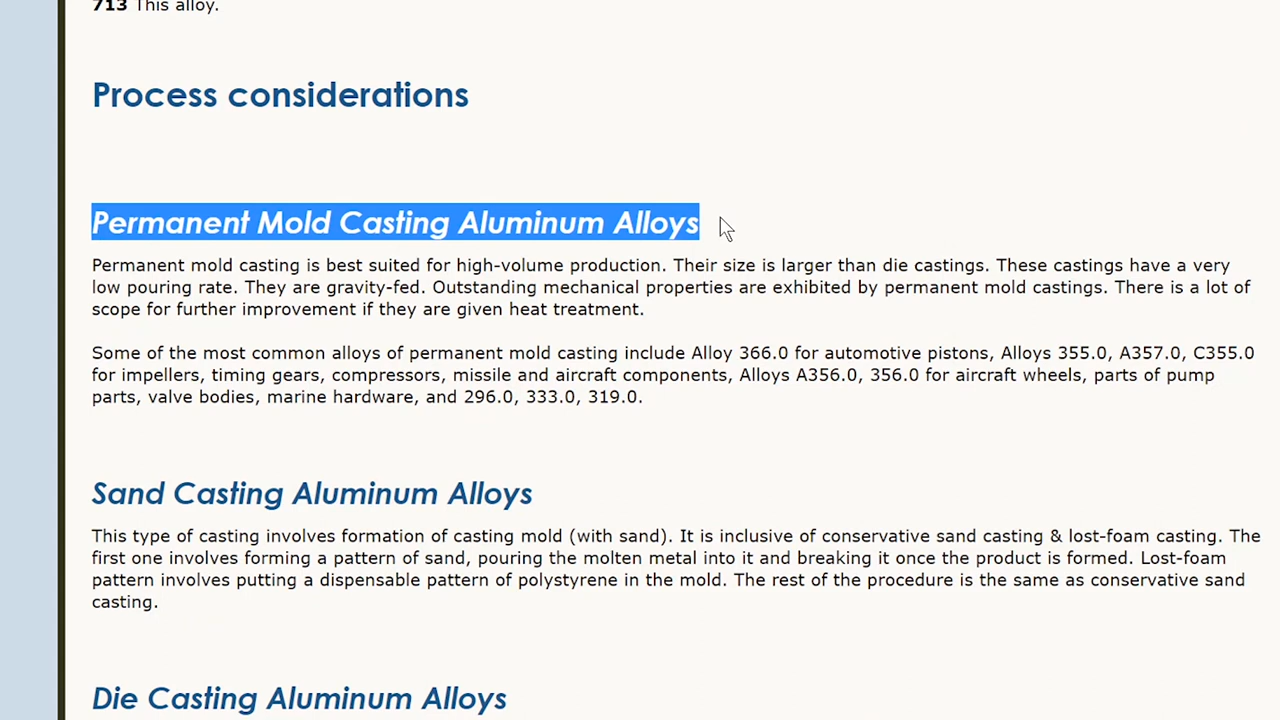 713 This alloy.
Process considerations
Permanent Mold Casting Aluminum Alloys
Permanent mold casting is best suited for high-volume production. Their size is larger than die castings. These castings have a very
low pouring rate. They are gravity-fed. Outstanding mechanical properties are exhibited by permanent mold castings. There is a lot of
scope for further improvement if they are given heat treatment.
Some of the most common alloys of permanent mold casting include Alloy 366.0 for automotive pistons, Alloys 355.0, A357.0, C355.0
for impellers, timing gears, compressors, missile and aircraft components, Alloys A356.0, 356.0 for aircraft wheels, parts of pump
parts, valve bodies, marine hardware, and 296.0, 333.0, 319.0.
Sand Casting Aluminum Alloys
This type of casting involves formation of casting mold (with sand). It is inclusive of conservative sand casting & lost-foam casting. The
first one involves forming a pattern of sand, pouring the molten metal into it and breaking it once the product is formed. Lost-foam
pattern involves putting a dispensable pattern of polystyrene in the mold. The rest of the procedure is the same as conservative sand
casting.
Die Casting Aluminum Alloys